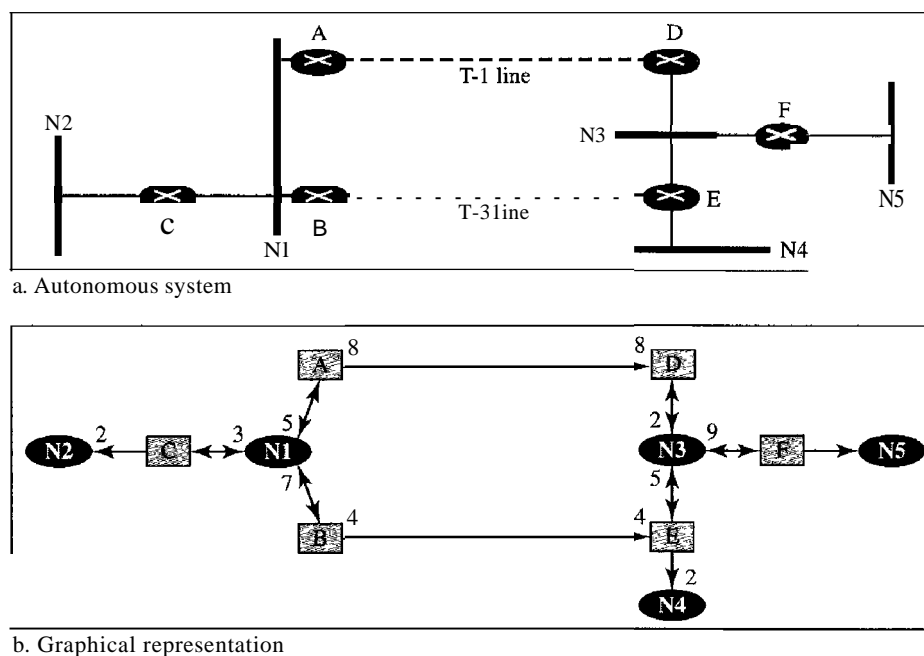 A
D
T-1 line
F
N2
N3
C
N1
B
T-31ine
E
N5
N4
a. Autonomous system
A
8
8
D
5
2
N2
2
C
3
N1
N3
9
F
N5
7
5
B
4
4
E
2
N4
b. Graphical representation